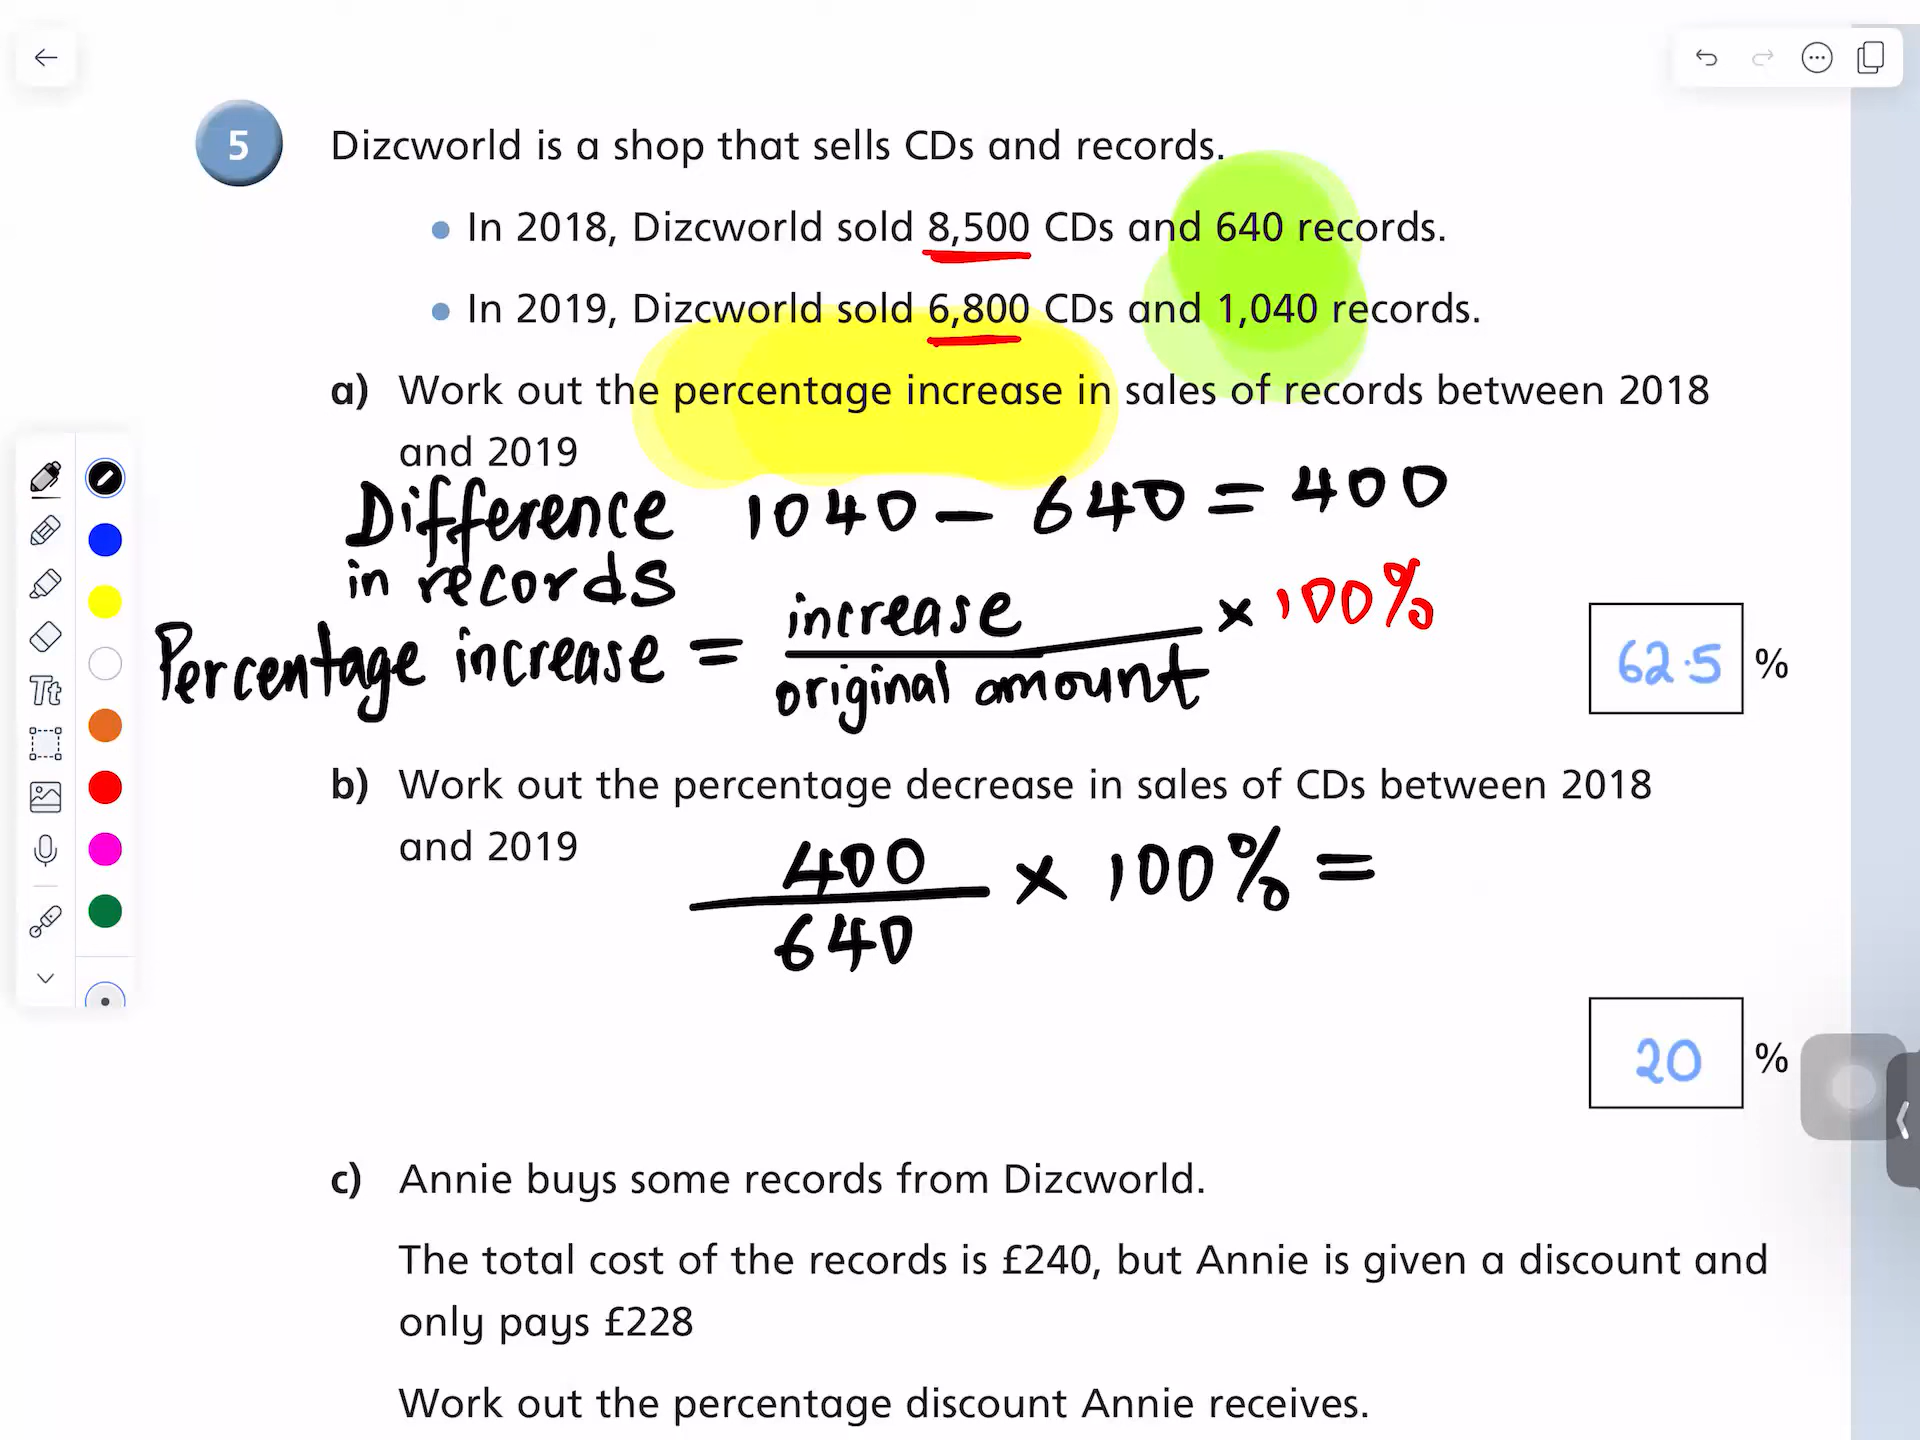 5 Dizcworld is a shop that sells CDs and records.
• In 2018, Dizcworld sold 8,500 CDs and 640 records.
• In 2019, Dizcworld sold 6,800 CDs and 1,040 records.
a) Work out the percentage increase in sales of records between 2018
and 2019
Difference 1040 - 640 = 400
in records
Percentage increase = increase / original amount × 100%
62.5 %
b) Work out the percentage decrease in sales of CDs between 2018
and 2019
400 / 640 × 100% =
20 %
c) Annie buys some records from Dizcworld.
The total cost of the records is £240, but Annie is given a discount and
only pays £228
Work out the percentage discount Annie receives.
Tt